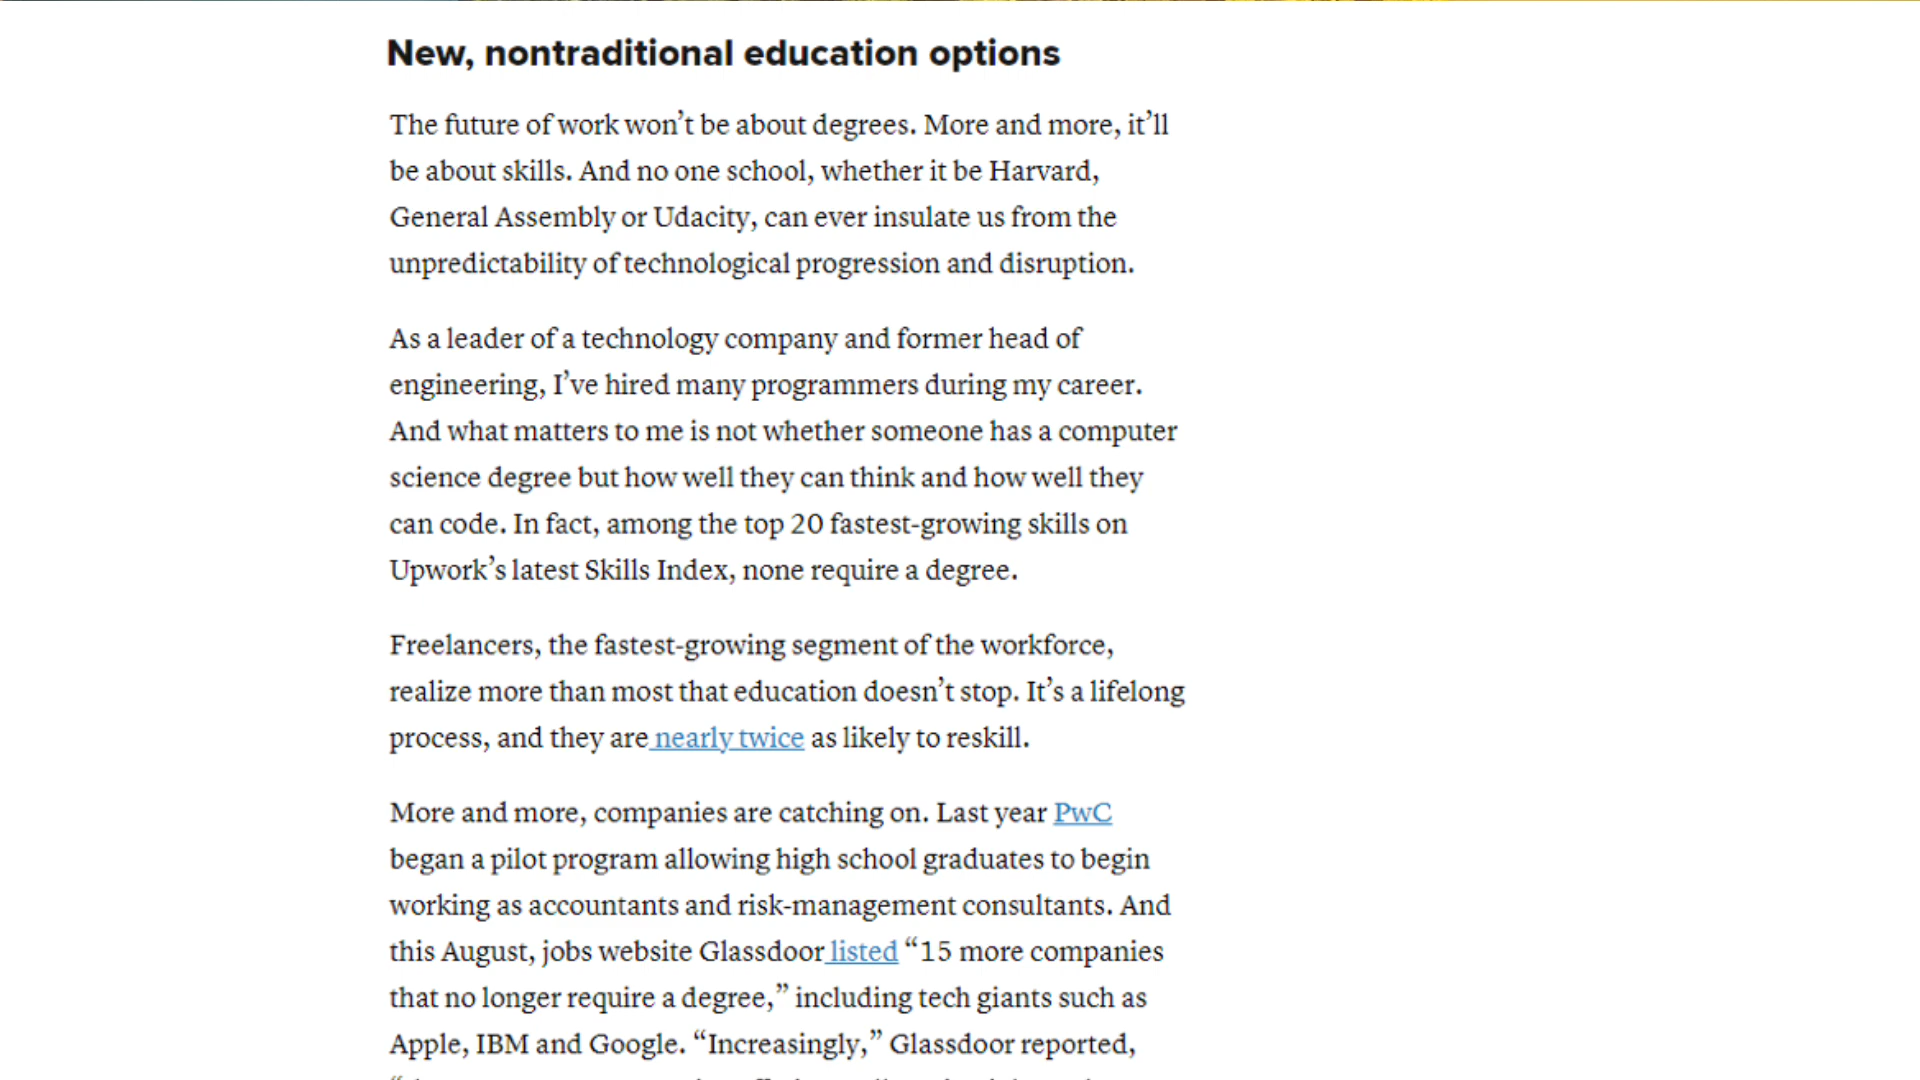 New, nontraditional education options
The future of work won’t be about degrees. More and more, it’ll
be about skills. And no one school, whether it be Harvard,
General Assembly or Udacity, can ever insulate us from the
unpredictability of technological progression and disruption.
As a leader of a technology company and former head of
engineering, I’ve hired many programmers during my career.
And what matters to me is not whether someone has a computer
science degree but how well they can think and how well they
can code. In fact, among the top 20 fastest-growing skills on
Upwork’s latest Skills Index, none require a degree.
Freelancers, the fastest-growing segment of the workforce,
realize more than most that education doesn’t stop. It’s a lifelong
process, and they are nearly twice as likely to reskill.
More and more, companies are catching on. Last year PwC
began a pilot program allowing high school graduates to begin
working as accountants and risk-management consultants. And
this August, jobs website Glassdoor listed “15 more companies
that no longer require a degree,” including tech giants such as
Apple, IBM and Google. “Increasingly,” Glassdoor reported,